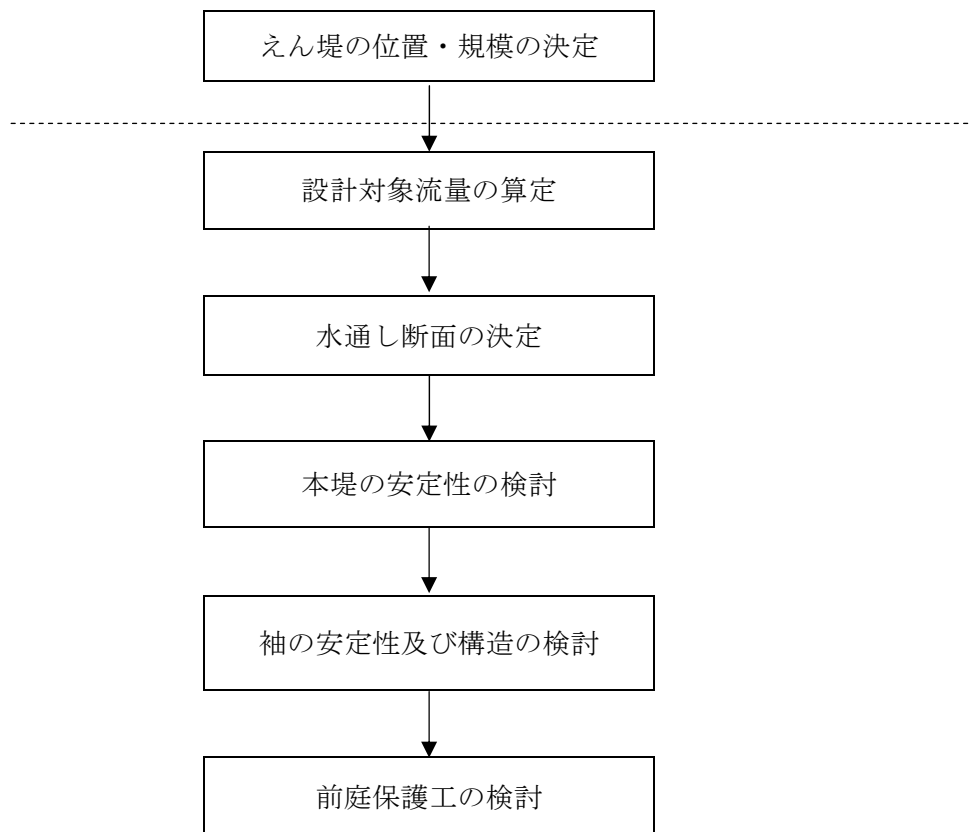 えん堤の位置・規模の決定
設計対象流量の算定
水通し断面の決定
本堤の安定性の検討
袖の安定性及び構造の検討
前庭保護工の検討